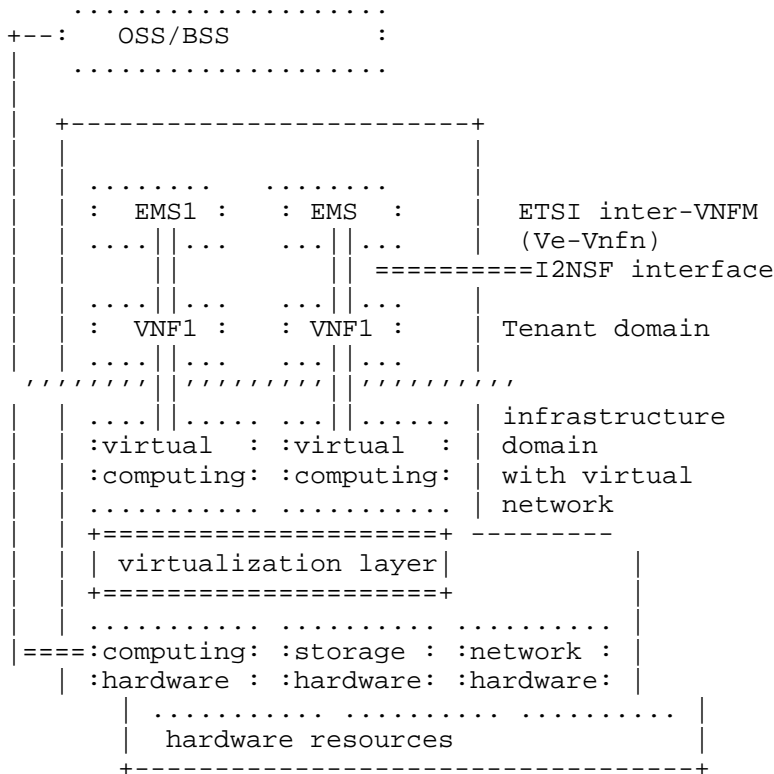 OSS/BSS
EMS1 EMS ETSI inter-VNFM
(Ve-Vnfn)
==========I2NSF interface
VNF1 VNF1 Tenant domain
infrastructure
:virtual : :virtual : domain
:computing: :computing: with virtual
network
virtualization layer
====:computing: :storage : :network :
:hardware : :hardware: :hardware:
hardware resources